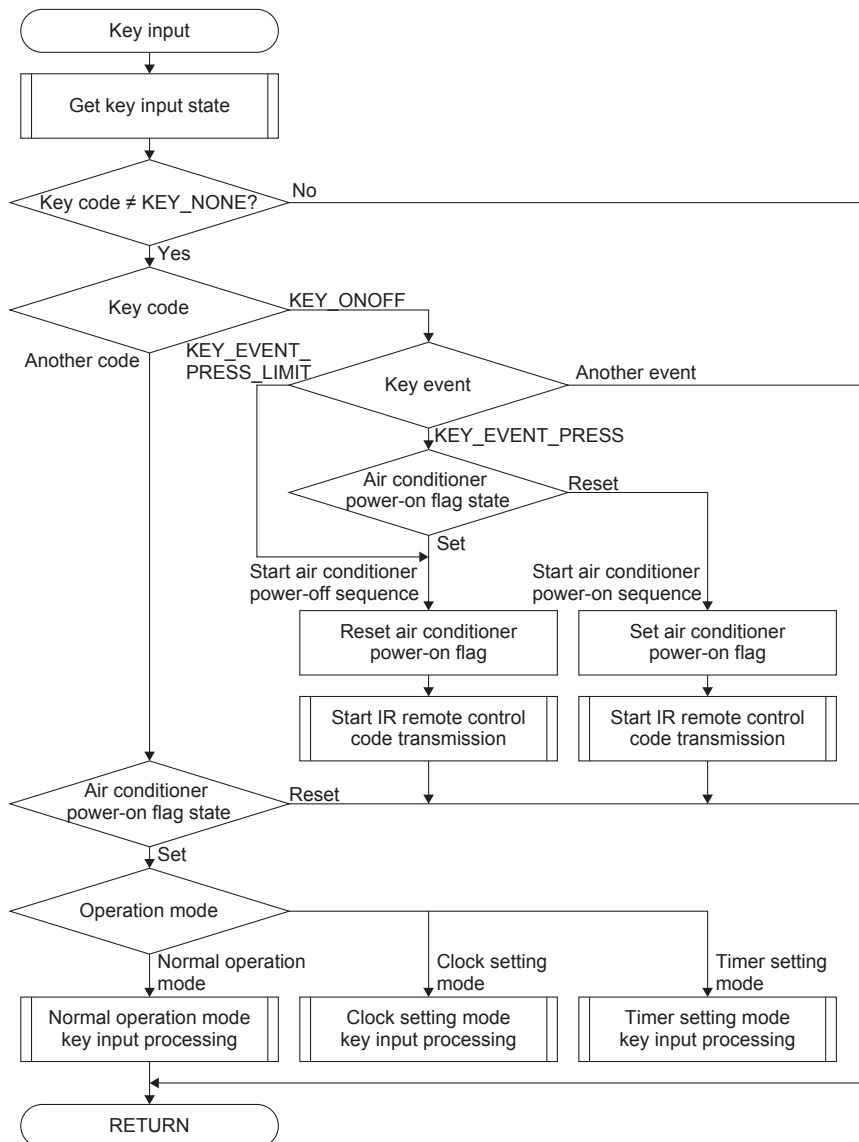 Key input
Get key input state
Key code ≠ KEY_NONE?
No
Yes
Key code
KEY_ONOFF
Another code
KEY_EVENT_
PRESS_LIMIT
Key event
Another event
KEY_EVENT_PRESS
Air conditioner
power-on flag state
Reset
Set
Start air conditioner
power-off sequence
Start air conditioner
power-on sequence
Reset air conditioner
power-on flag
Set air conditioner
power-on flag
Start IR remote control
code transmission
Start IR remote control
code transmission
Air conditioner
power-on flag state
Reset
Set
Operation mode
Normal operation
mode
Clock setting
mode
Timer setting
mode
Normal operation mode
key input processing
Clock setting mode
key input processing
Timer setting mode
key input processing
RETURN